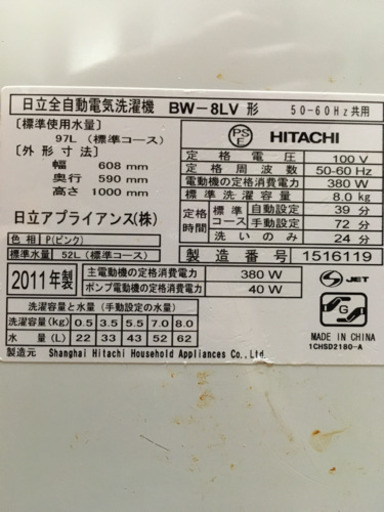 日立全自動電気洗濯機 BW-8LV 形 50-60Hz共用
〔標準使用水量〕
97L (標準コース)
〔外形寸法〕
幅 608 mm
奥行 590 mm
高さ 1000 mm
日立アプライアンス(株)
色相 P(ピンク)
標準水量 52L (標準コース)
PS
E
HITACHI
定格電圧 100 V
定格周波数 50-60 Hz
電動機の定格消費電力 380 W
標準洗濯容量 8.0kg
定格時間 標準コース 自動設定 39分
手動設定 72分
洗いのみ 24分
製造番号 1516119
2011年製
主電動機の定格消費電力 380 W
ポンプ電動機の定格消費電力 40 W
洗濯容量と水量 (手動設定の水量)
洗濯容量(kg) 0.5 3.5 5.5 7.0 8.0
水量(L) 22 33 43 52 62
製造元 Shanghai Hitachi Household Appliances Co.,Ltd.
JET
G
MADE IN CHINA
1CHSD2180-A